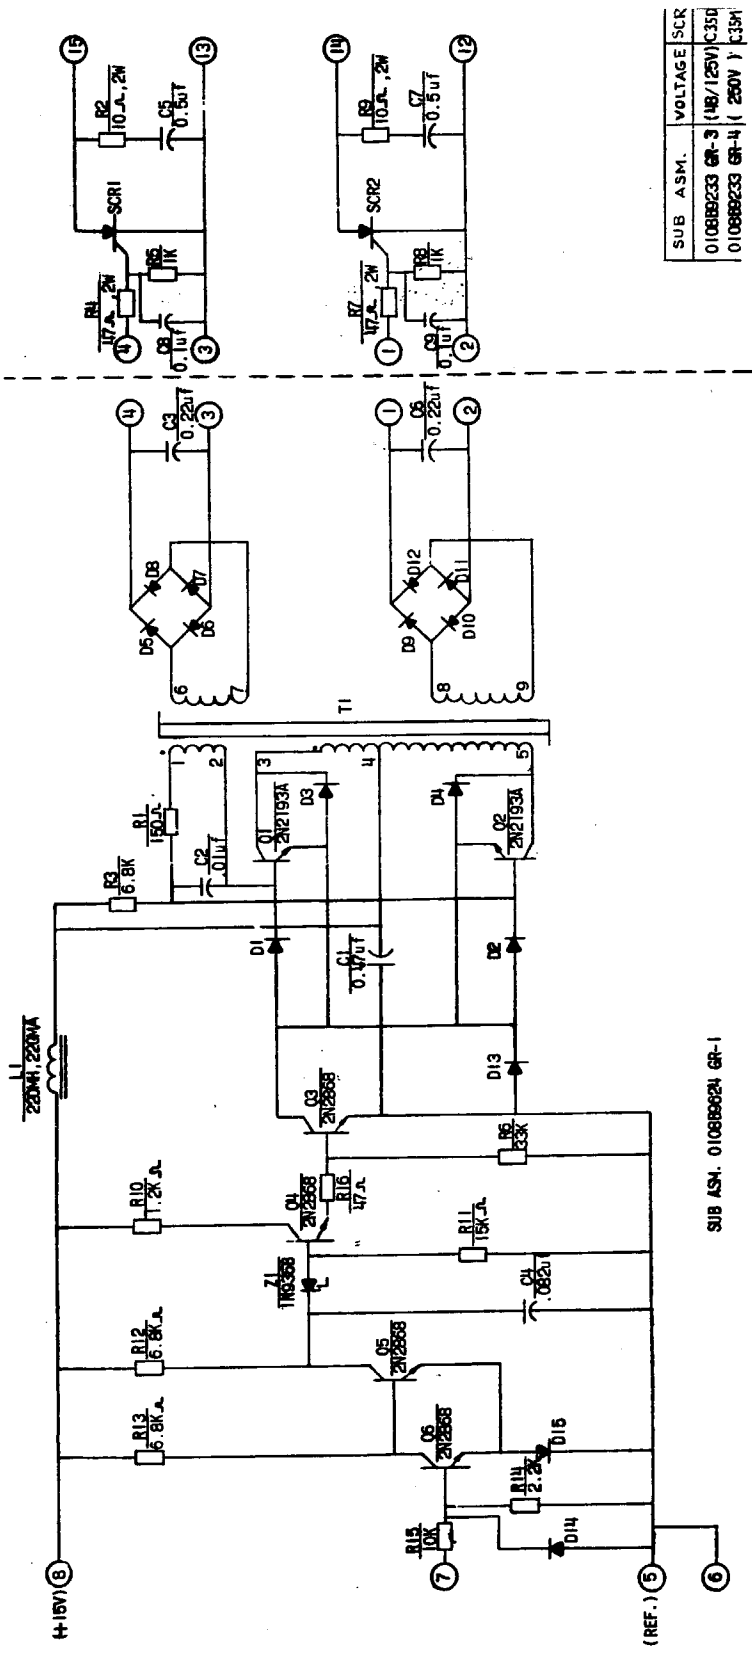 (+15V) 8
L1
220MH, 220MA
R13
6.8K Ω
R12
6.8K Ω
R10
1.2K Ω
R3
6.8K
R1
150Ω
C2
.01uf
1
2
3
4
5
T1
Q1
2N2193A
D3
D4
Q2
2N2193A
D1
C1
0.47uf
D2
D13
Q3
2N2868
R16
47Ω
Q4
2N2868
Z1
R6
33K
R11
15K Ω
C4
.082uf
Q5
2N2868
Q6
2N2868
D15
R14
2.2K
D14
R15
10K
7
(REF.) 5
6
6
7
8
9
D5
D8
D6
D7
D9
D12
D10
D11
C3
0.22uf
4
3
C6
0.22uf
1
2
R4
47Ω, 2W
4
C8
0.1uf
3
R5
1K
SCR1
R2
10Ω, 2W
C5
0.5uf
15
13
R7
47Ω, 2W
1
C9
0.1uf
2
R8
1K
SCR2
R9
10Ω, 2W
C7
0.5uf
14
12
SUB ASM. 0108B9624 GR-1
SUB ASM. VOLTAGE SCR
0108B9233 GR-3 (48/125V) C35D
0108B9233 GR-4 ( 250V ) C35M